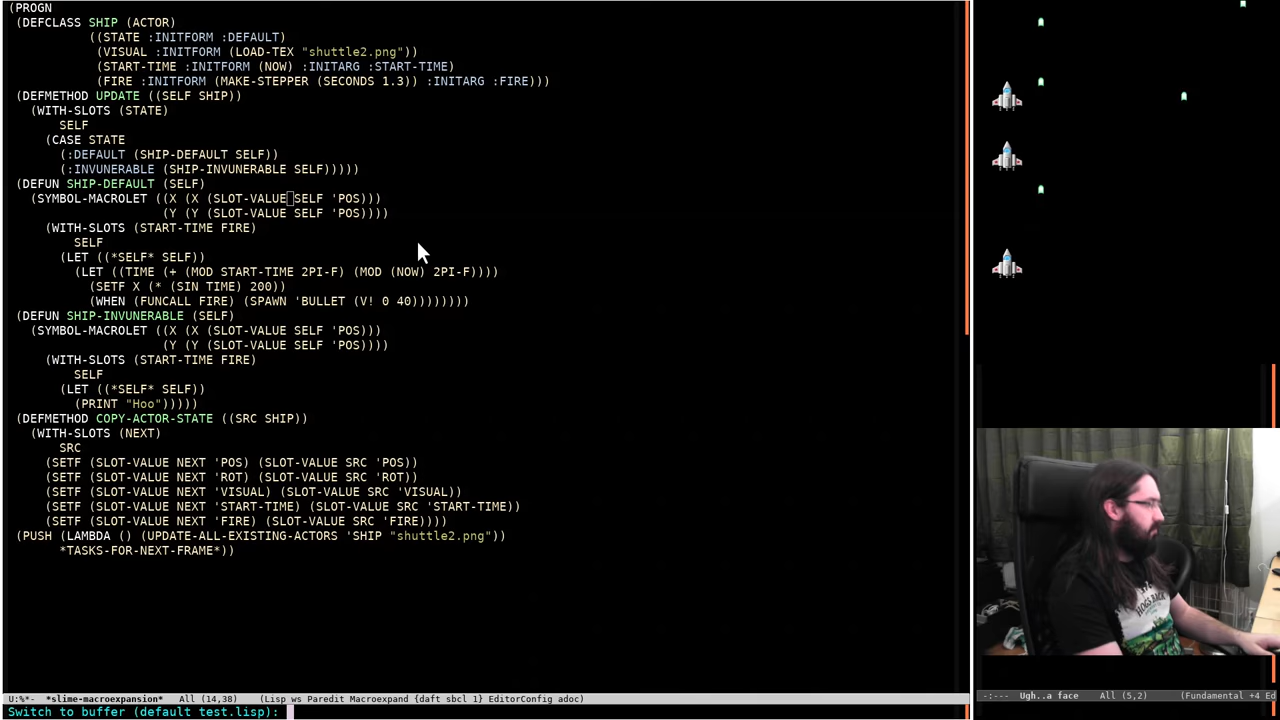 (PROGN
 (DEFCLASS SHIP (ACTOR)
           ((STATE :INITFORM :DEFAULT)
            (VISUAL :INITFORM (LOAD-TEX "shuttle2.png"))
            (START-TIME :INITFORM (NOW) :INITARG :START-TIME)
            (FIRE :INITFORM (MAKE-STEPPER (SECONDS 1.3)) :INITARG :FIRE)))
 (DEFMETHOD UPDATE ((SELF SHIP))
   (WITH-SLOTS (STATE)
       SELF
     (CASE STATE
       (:DEFAULT (SHIP-DEFAULT SELF))
       (:INVUNERABLE (SHIP-INVUNERABLE SELF)))))
 (DEFUN SHIP-DEFAULT (SELF)
   (SYMBOL-MACROLET ((X (X (SLOT-VALUE SELF 'POS)))
                     (Y (Y (SLOT-VALUE SELF 'POS))))
     (WITH-SLOTS (START-TIME FIRE)
         SELF
       (LET ((*SELF* SELF))
         (LET ((TIME (+ (MOD START-TIME 2PI-F) (MOD (NOW) 2PI-F))))
           (SETF X (* (SIN TIME) 200))
           (WHEN (FUNCALL FIRE) (SPAWN 'BULLET (V! 0 40))))))))
 (DEFUN SHIP-INVUNERABLE (SELF)
   (SYMBOL-MACROLET ((X (X (SLOT-VALUE SELF 'POS)))
                     (Y (Y (SLOT-VALUE SELF 'POS))))
     (WITH-SLOTS (START-TIME FIRE)
         SELF
       (LET ((*SELF* SELF))
         (PRINT "Hoo")))))
 (DEFMETHOD COPY-ACTOR-STATE ((SRC SHIP))
   (WITH-SLOTS (NEXT)
       SRC
     (SETF (SLOT-VALUE NEXT 'POS) (SLOT-VALUE SRC 'POS))
     (SETF (SLOT-VALUE NEXT 'ROT) (SLOT-VALUE SRC 'ROT))
     (SETF (SLOT-VALUE NEXT 'VISUAL) (SLOT-VALUE SRC 'VISUAL))
     (SETF (SLOT-VALUE NEXT 'START-TIME) (SLOT-VALUE SRC 'START-TIME))
     (SETF (SLOT-VALUE NEXT 'FIRE) (SLOT-VALUE SRC 'FIRE))))
 (PUSH (LAMBDA () (UPDATE-ALL-EXISTING-ACTORS 'SHIP "shuttle2.png"))
       *TASKS-FOR-NEXT-FRAME*))
U:%*-  *slime-macroexpansion*   All (14,38)   (Lisp ws Paredit Macroexpand {daft sbcl 1} EditorConfig adoc)
Switch to buffer (default test.lisp):
HOGS BACK
-:---  Ugh..a face   All (5,2)     (Fundamental +4 Ed